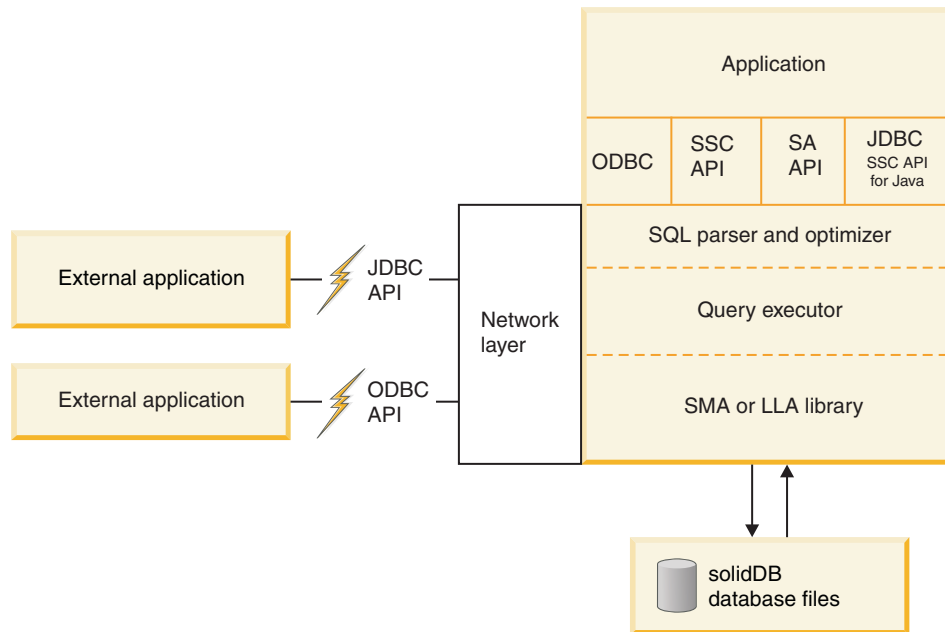 Application
ODBC
SSC
API
SA
API
JDBC
SSC API
for Java
SQL parser and optimizer
Query executor
SMA or LLA library
Network
layer
External application
JDBC
API
External application
ODBC
API
solidDB
database files